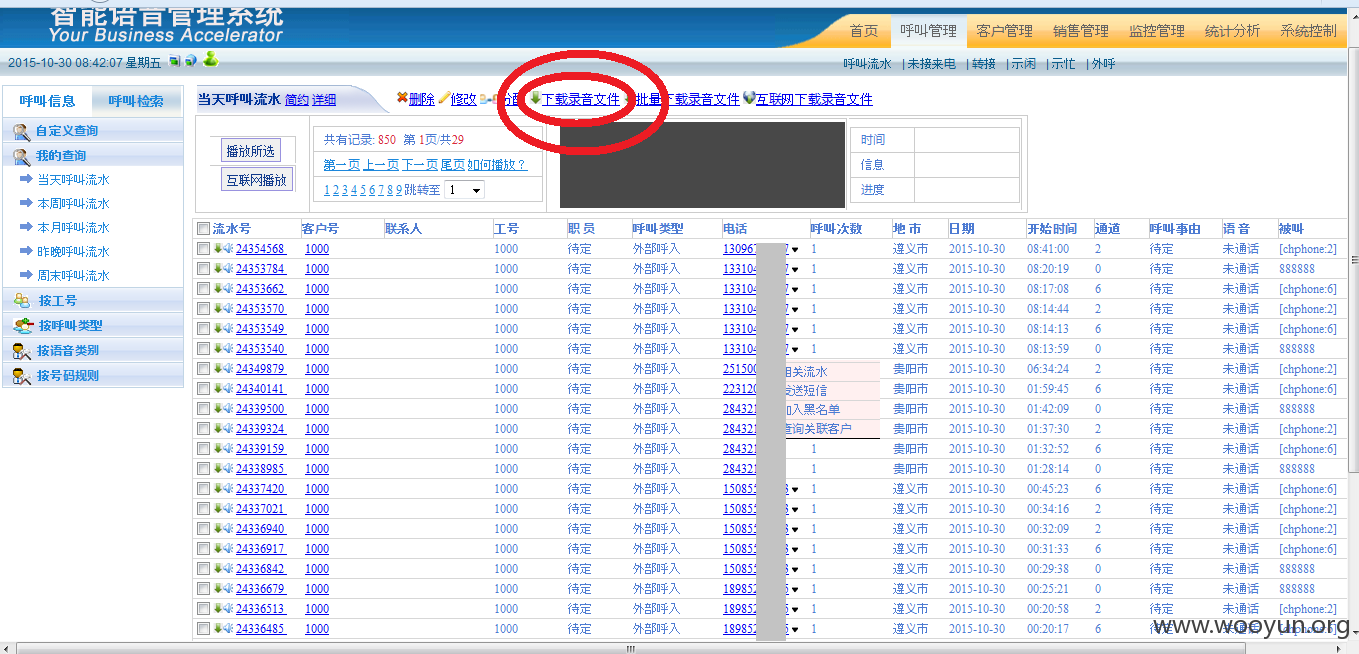 智能语音管理系统
Your Business Accelerator
首页 呼叫管理 客户管理 销售管理 监控管理 统计分析 系统控制
2015-10-30 08:42:07 星期五
呼叫流水 |未接来电 |转接 |示闲 |示忙 |外呼
呼叫信息 呼叫检索
自定义查询
我的查询
当天呼叫流水
本周呼叫流水
本月呼叫流水
昨晚呼叫流水
周末呼叫流水
按工号
按呼叫类型
按语音类别
按号码规则
当天呼叫流水 简约 详细 删除 修改 分配 下载录音文件 批量下载录音文件 互联网下载录音文件
播放所选
互联网播放
共有记录: 850 第 1页/共29
第一页 上一页 下一页 尾页 如何播放？
1 2 3 4 5 6 7 8 9 跳转至 1
时间
信息
进度
流水号 客户号 联系人 工号 职 员 呼叫类型 电话 呼叫次数 地 市 日期 开始时间 通道 呼叫事由 语 音 被叫
24354568 1000 1000 待定 外部呼入 13096 1 遵义市 2015-10-30 08:41:00 2 待定 未通话 [chphone:2]
24353784 1000 1000 待定 外部呼入 13310 1 遵义市 2015-10-30 08:20:19 0 待定 未通话 888888
24353662 1000 1000 待定 外部呼入 13310 1 遵义市 2015-10-30 08:17:08 6 待定 未通话 [chphone:6]
24353570 1000 1000 待定 外部呼入 13310 1 遵义市 2015-10-30 08:14:44 2 待定 未通话 [chphone:2]
24353549 1000 1000 待定 外部呼入 13310 1 遵义市 2015-10-30 08:14:13 6 待定 未通话 [chphone:6]
24353540 1000 1000 待定 外部呼入 13310 1 遵义市 2015-10-30 08:13:59 0 待定 未通话 888888
24349879 1000 1000 待定 外部呼入 25150 相关流水 贵阳市 2015-10-30 06:34:24 2 待定 未通话 [chphone:2]
24340141 1000 1000 待定 外部呼入 22312 发送短信 贵阳市 2015-10-30 01:59:45 6 待定 未通话 [chphone:6]
24339500 1000 1000 待定 外部呼入 28432 加入黑名单 贵阳市 2015-10-30 01:42:09 0 待定 未通话 888888
24339324 1000 1000 待定 外部呼入 28432 查询关联客户 贵阳市 2015-10-30 01:37:30 2 待定 未通话 [chphone:2]
24339159 1000 1000 待定 外部呼入 28432 1 贵阳市 2015-10-30 01:32:52 6 待定 未通话 [chphone:6]
24338985 1000 1000 待定 外部呼入 28432 1 贵阳市 2015-10-30 01:28:14 0 待定 未通话 888888
24337420 1000 1000 待定 外部呼入 15085 1 遵义市 2015-10-30 00:45:23 6 待定 未通话 [chphone:6]
24337021 1000 1000 待定 外部呼入 15085 1 遵义市 2015-10-30 00:34:16 2 待定 未通话 [chphone:2]
24336940 1000 1000 待定 外部呼入 15085 1 遵义市 2015-10-30 00:32:09 2 待定 未通话 [chphone:2]
24336917 1000 1000 待定 外部呼入 15085 1 遵义市 2015-10-30 00:31:33 6 待定 未通话 [chphone:6]
24336842 1000 1000 待定 外部呼入 15085 1 遵义市 2015-10-30 00:29:38 0 待定 未通话 888888
24336679 1000 1000 待定 外部呼入 18985 1 遵义市 2015-10-30 00:25:21 0 待定 未通话 888888
24336513 1000 1000 待定 外部呼入 18985 1 遵义市 2015-10-30 00:20:58 2 待定 未通话 [chphone:2]
24336485 1000 1000 待定 外部呼入 18985 1 遵义市 2015-10-30 00:20:17 6 待定 未通话 [chphone:6]
www.wooyun.org